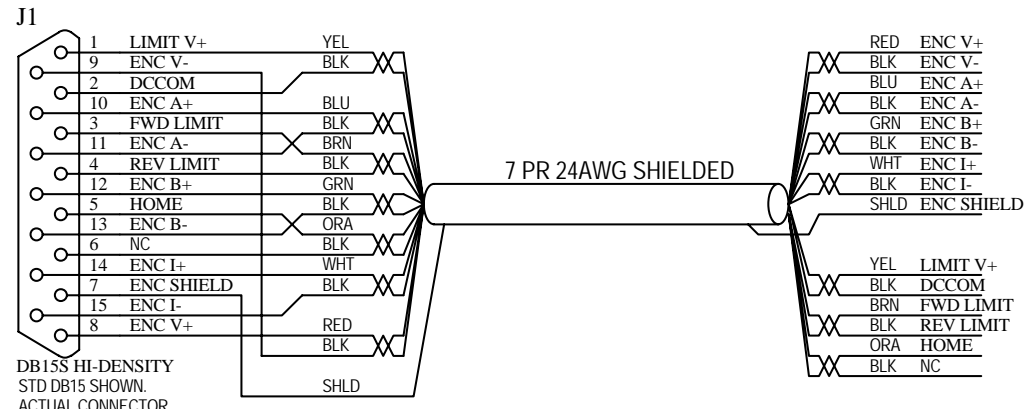 J1
1 LIMIT V+ YEL
9 ENC V- BLK
2 DCCOM
10 ENC A+ BLU
3 FWD LIMIT BLK
11 ENC A- BRN
4 REV LIMIT BLK
12 ENC B+ GRN
5 HOME BLK
13 ENC B- ORA
6 NC BLK
14 ENC I+ WHT
7 ENC SHIELD BLK
15 ENC I-
8 ENC V+ RED
BLK
SHLD
DB15S HI-DENSITY
STD DB15 SHOWN.
ACTUAL CONNECTOR
7 PR 24AWG SHIELDED
RED ENC V+
BLK ENC V-
BLU ENC A+
BLK ENC A-
GRN ENC B+
BLK ENC B-
WHT ENC I+
BLK ENC I-
SHLD ENC SHIELD
YEL LIMIT V+
BLK DCCOM
BRN FWD LIMIT
BLK REV LIMIT
ORA HOME
BLK NC